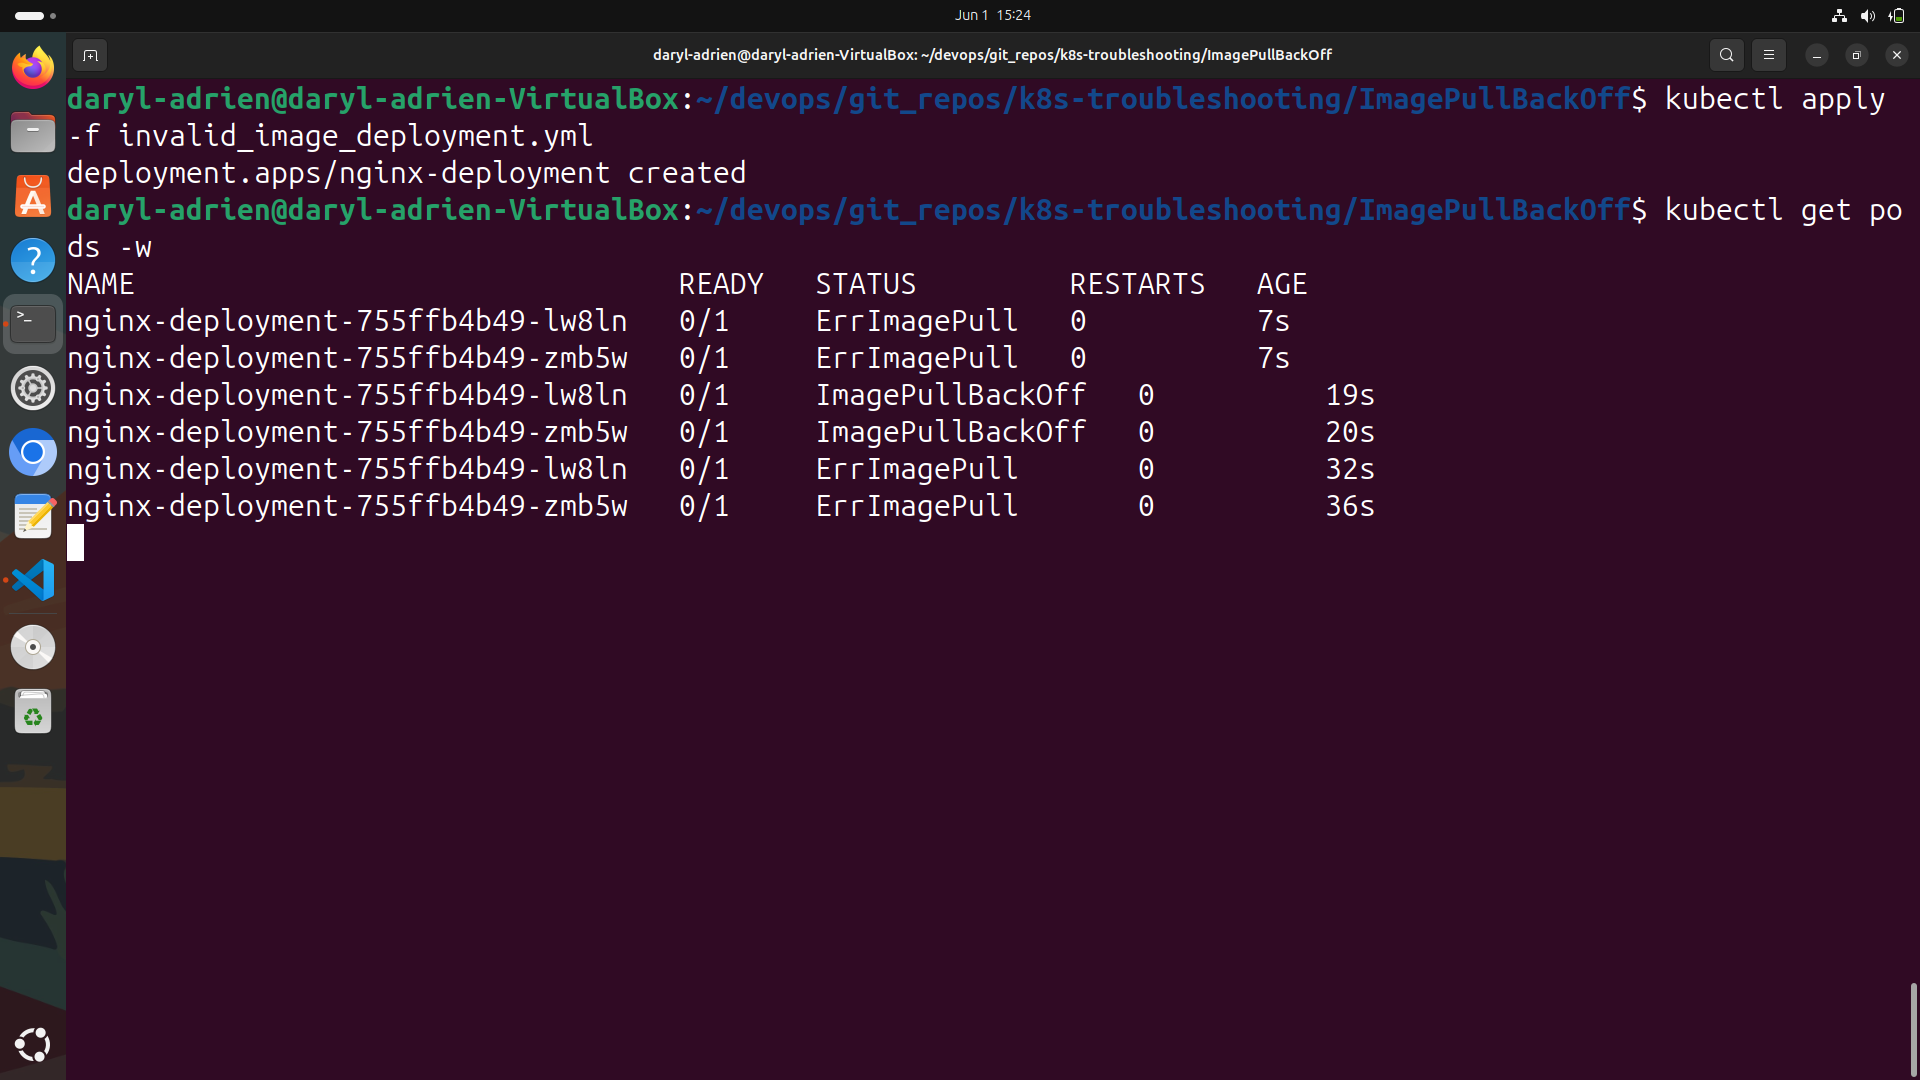 Jun 1 15:24
daryl-adrien@daryl-adrien-VirtualBox: ~/devops/git_repos/k8s-troubleshooting/ImagePullBackOff
daryl-adrien@daryl-adrien-VirtualBox:~/devops/git_repos/k8s-troubleshooting/ImagePullBackOff$ kubectl apply
-f invalid_image_deployment.yml
deployment.apps/nginx-deployment created
daryl-adrien@daryl-adrien-VirtualBox:~/devops/git_repos/k8s-troubleshooting/ImagePullBackOff$ kubectl get po
ds -w
NAME READY STATUS RESTARTS AGE
nginx-deployment-755ffb4b49-lw8ln 0/1 ErrImagePull 0 7s
nginx-deployment-755ffb4b49-zmb5w 0/1 ErrImagePull 0 7s
nginx-deployment-755ffb4b49-lw8ln 0/1 ImagePullBackOff 0 19s
nginx-deployment-755ffb4b49-zmb5w 0/1 ImagePullBackOff 0 20s
nginx-deployment-755ffb4b49-lw8ln 0/1 ErrImagePull 0 32s
nginx-deployment-755ffb4b49-zmb5w 0/1 ErrImagePull 0 36s